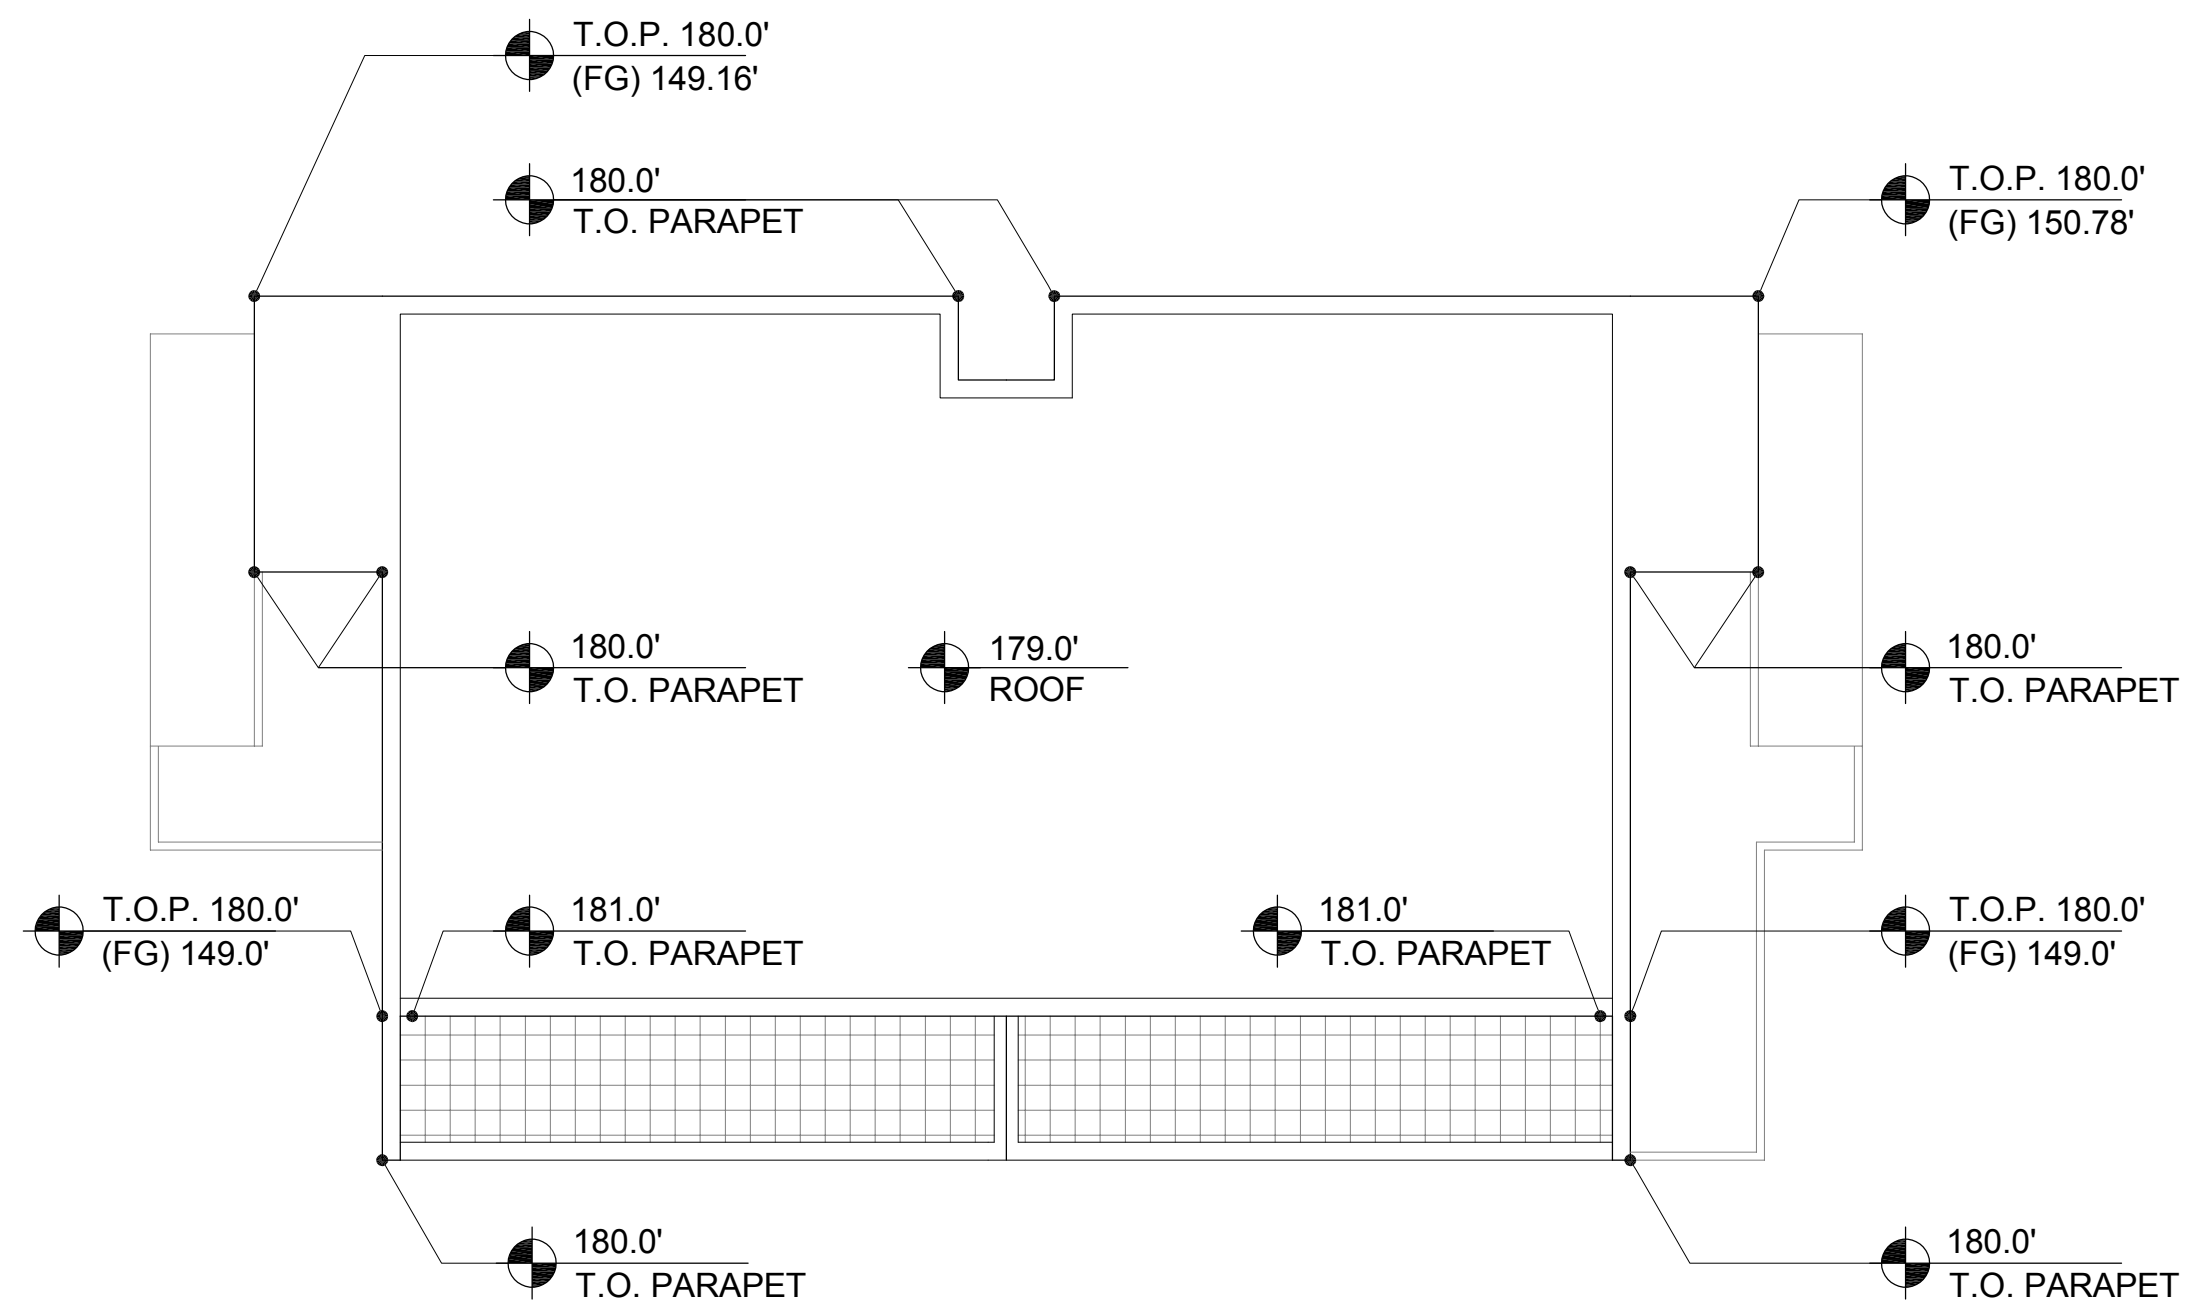 T.O.P. 180.0'
(FG) 149.16'
180.0'
T.O. PARAPET
T.O.P. 180.0'
(FG) 150.78'
180.0'
T.O. PARAPET
179.0'
ROOF
180.0'
T.O. PARAPET
T.O.P. 180.0'
(FG) 149.0'
181.0'
T.O. PARAPET
181.0'
T.O. PARAPET
T.O.P. 180.0'
(FG) 149.0'
180.0'
T.O. PARAPET
180.0'
T.O. PARAPET